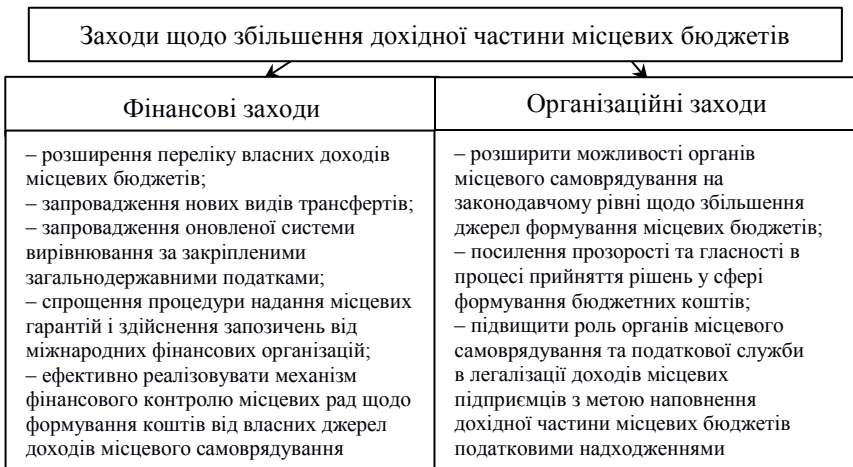 Заходи щодо збільшення дохідної частини місцевих бюджетів
Фінансові заходи
– розширення переліку власних доходів
місцевих бюджетів;
– запровадження нових видів трансфертів;
– запровадження оновленої системи
вирівнювання за закріпленими
загальнодержавними податками;
– спрощення процедури надання місцевих
гарантій і здійснення запозичень від
міжнародних фінансових організацій;
– ефективно реалізовувати механізм
фінансового контролю місцевих рад щодо
формування коштів від власних джерел
доходів місцевого самоврядування
Організаційні заходи
– розширити можливості органів
місцевого самоврядування на
законодавчому рівні щодо збільшення
джерел формування місцевих бюджетів;
– посилення прозорості та гласності в
процесі прийняття рішень у сфері
формування бюджетних коштів;
– підвищити роль органів місцевого
самоврядування та податкової служби
в легалізації доходів місцевих
підприємців з метою наповнення
дохідної частини місцевих бюджетів
податковими надходженнями